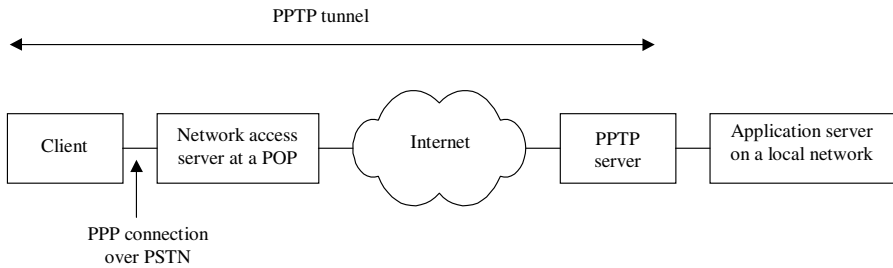 PPTP tunnel
Client
Network access
server at a POP
Internet
PPTP
server
Application server
on a local network
PPP connection
over PSTN